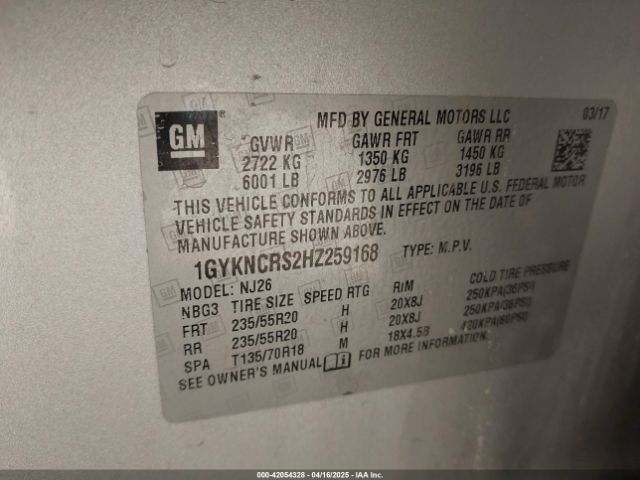 GM
MFD BY GENERAL MOTORS LLC
03/17
GVWR GAWR FRT GAWR RR
2722 KG 1350 KG 1450 KG
6001 LB 2976 LB 3196 LB
THIS VEHICLE CONFORMS TO ALL APPLICABLE U.S. FEDERAL MOTOR
VEHICLE SAFETY STANDARDS IN EFFECT ON THE DATE OF
MANUFACTURE SHOWN ABOVE.
1GYKNCRS2HZ259168 TYPE: M.P.V.
MODEL: NJ26
NBG3 TIRE SIZE SPEED RTG RIM COLD TIRE PRESSURE
FRT 235/55R20 H 20X8J 250KPA(36PSI)
RR 235/55R20 H 20X8J 250KPA(36PSI)
SPA T135/70R18 M 18X4.5B 420KPA(60PSI)
SEE OWNER'S MANUAL FOR MORE INFORMATION.
000-42054328 - 04/16/2025 - IAA Inc.